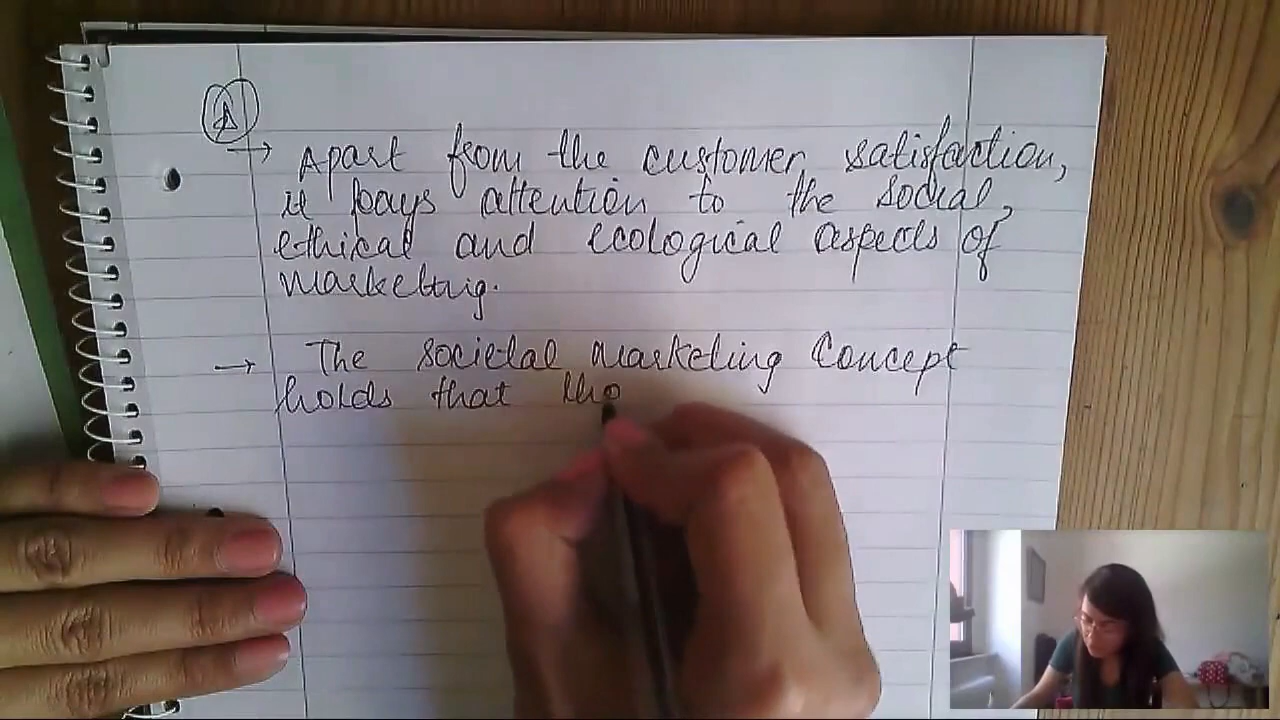 A
→ Apart from the customer satisfaction,
it pays attention to the social,
ethical and ecological aspects of
marketing.
→ The societal marketing Concept
holds that the